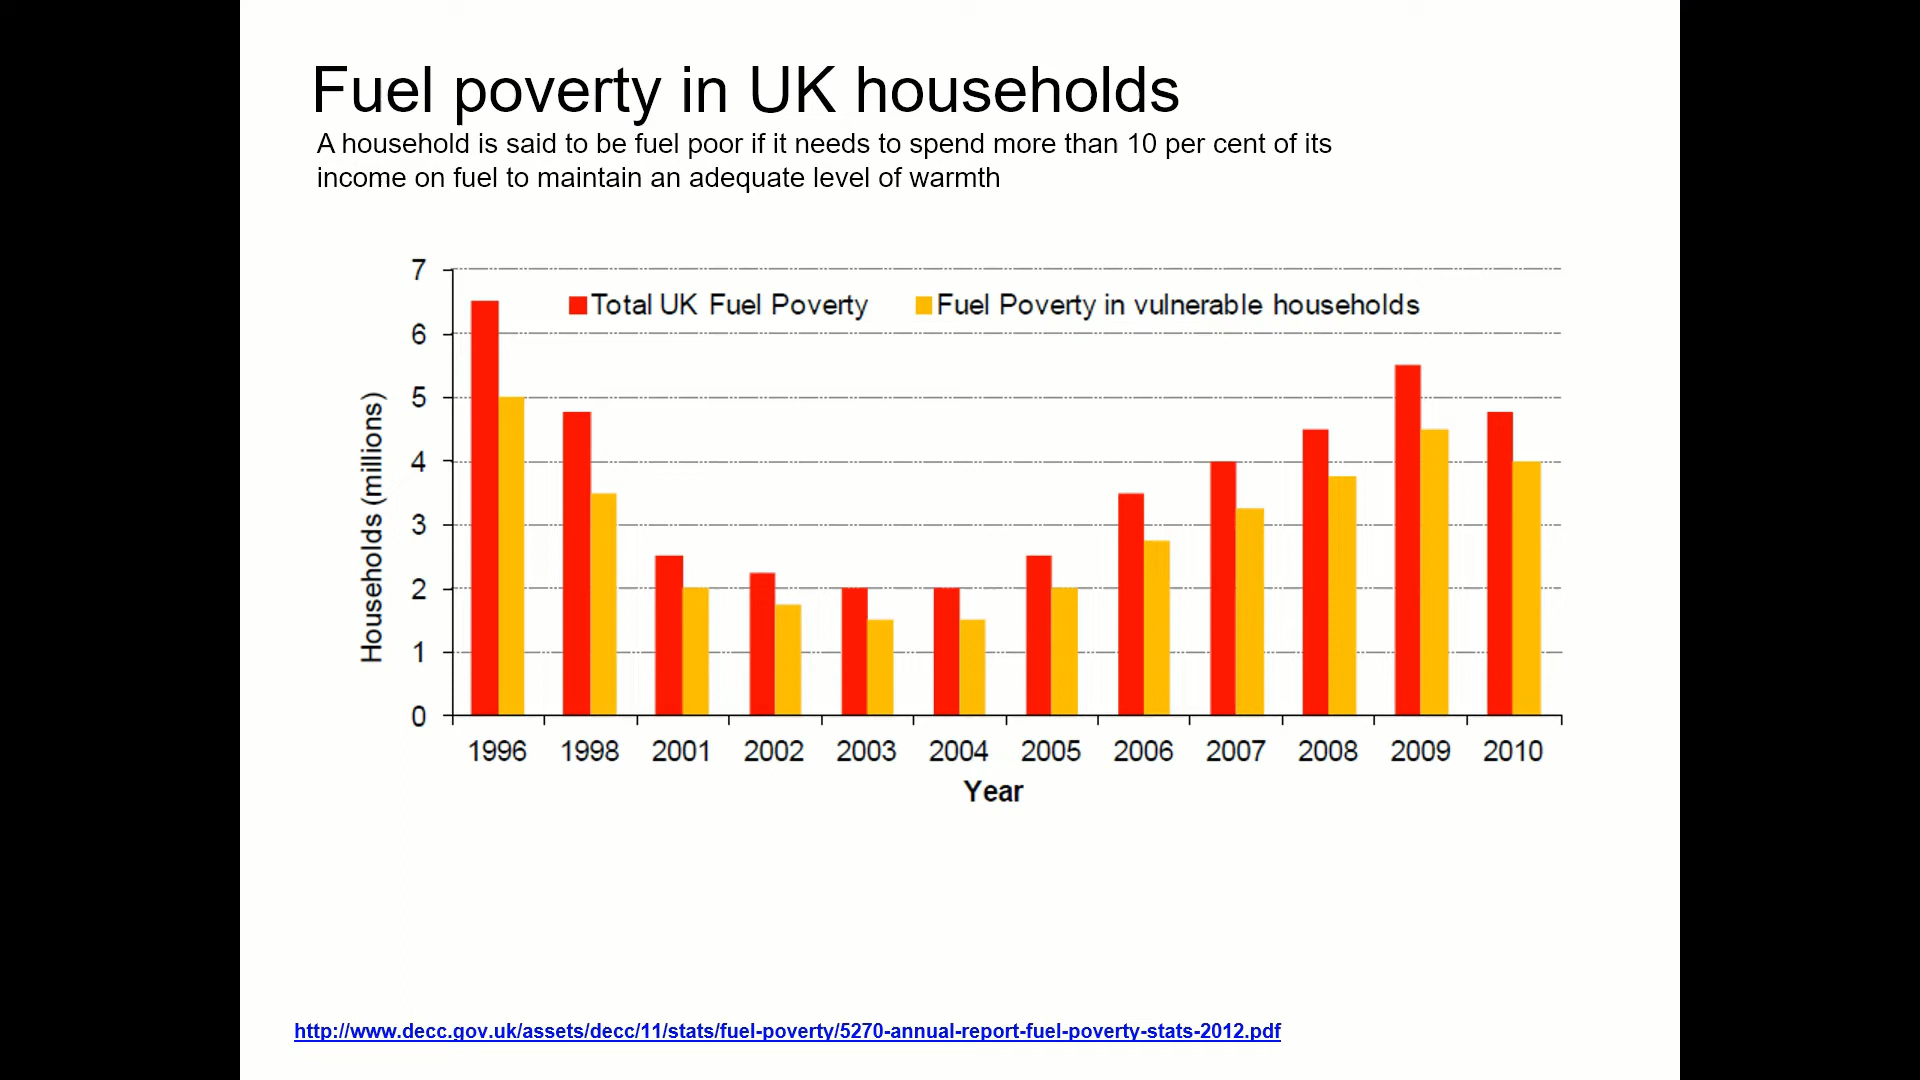 Fuel poverty in UK households
A household is said to be fuel poor if it needs to spend more than 10 per cent of its
income on fuel to maintain an adequate level of warmth
Total UK Fuel Poverty Fuel Poverty in vulnerable households
Households (millions)
7
6
5
4
3
2
1
0
1996 1998 2001 2002 2003 2004 2005 2006 2007 2008 2009 2010
Year
http://www.decc.gov.uk/assets/decc/11/stats/fuel-poverty/5270-annual-report-fuel-poverty-stats-2012.pdf